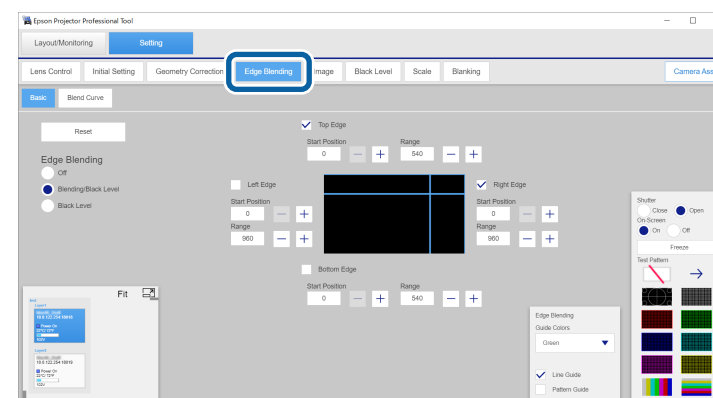 Epson Projector Professional Tool
Layout/Monitoring Setting
Lens Control Initial Setting Geometry Correction Edge Blending Image Black Level Scale Blanking Camera Ass
Basic Blend Curve
Reset
Top Edge
Start Position Range
0 540
Edge Blending
Off
Blending/Black Level
Black Level
Left Edge
Start Position
0
Range
960
Right Edge
Start Position
0
Range
960
Bottom Edge
Start Position Range
0 540
Shutter
Close Open
On-Screen
On Off
Freeze
Test Pattern
Fit
Layout1
Power On
Layout2
Power On
Edge Blending
Guide Colors
Green
Line Guide
Pattern Guide